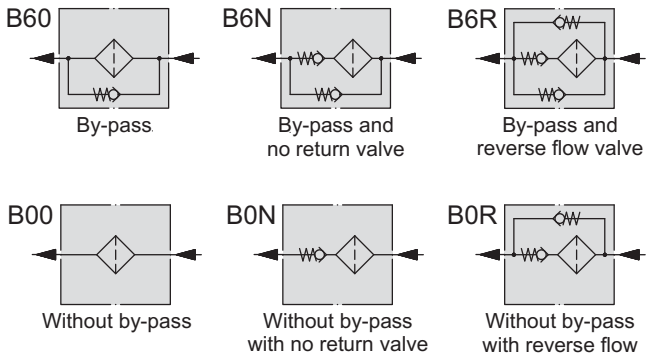 B60
B6N
B6R
By-pass.
By-pass and
no return valve
By-pass and
reverse flow valve
B00
B0N
B0R
Without by-pass
Without by-pass
with no return valve
Without by-pass
with reverse flow